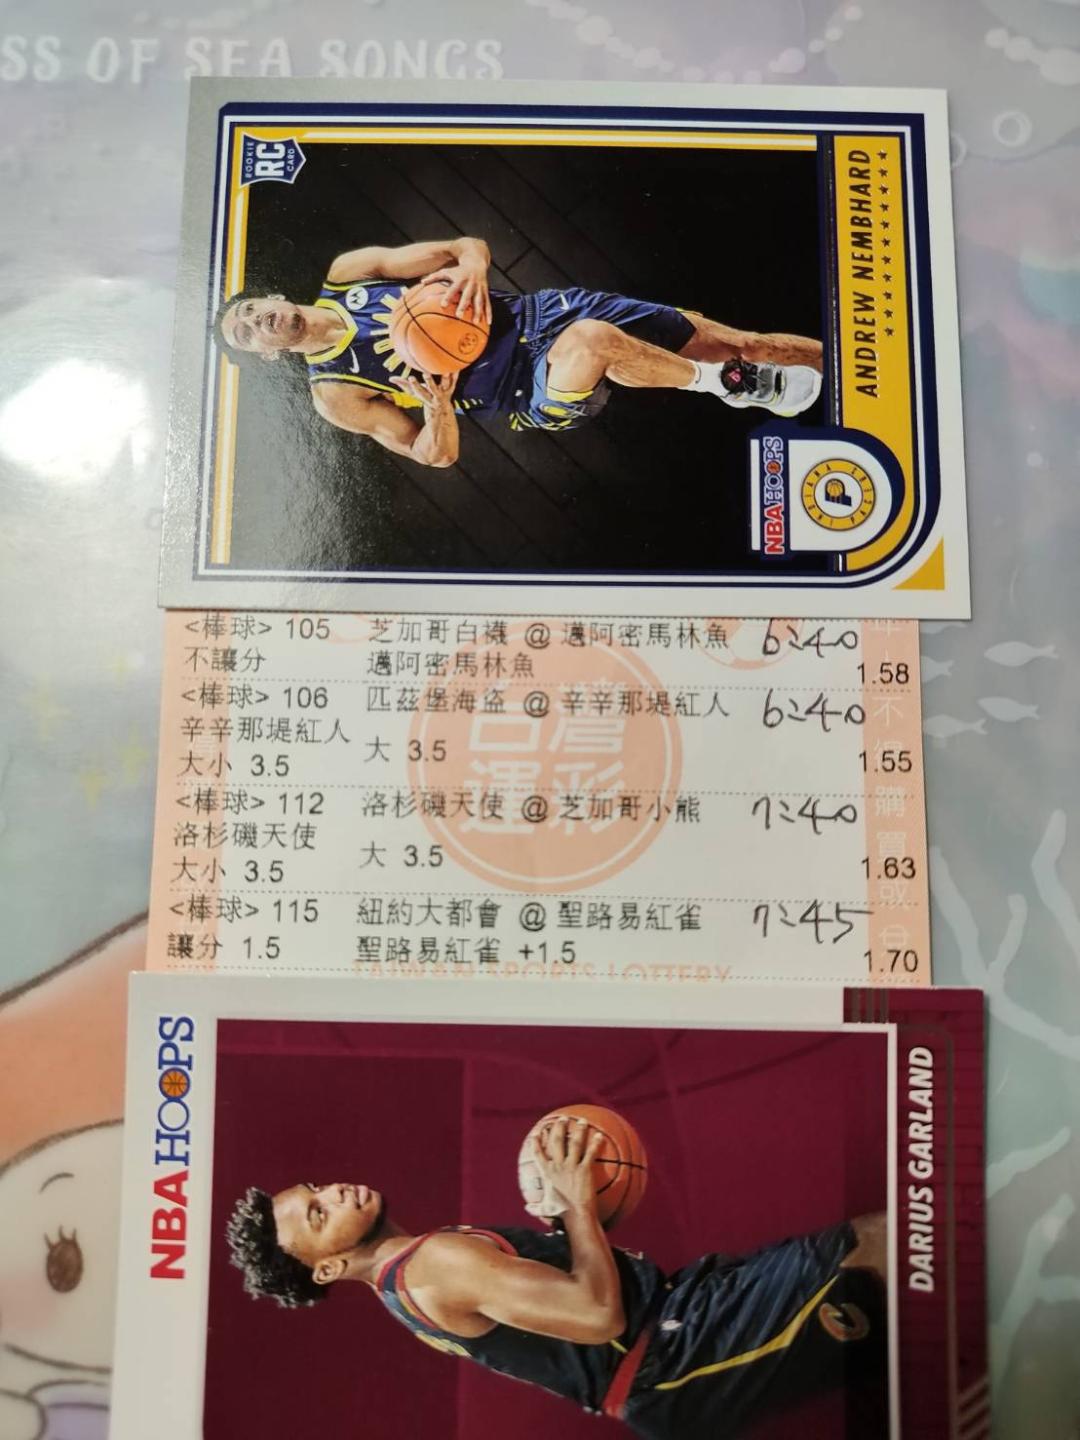 SS OF SEA SONGS
ROOKIE
RC
CARD
ANDREW NEMBHARD
NBA HOOPS
INDIANA PACERS
<棒球> 105 芝加哥白襪 @ 邁阿密馬林魚 6:40
不讓分 邁阿密馬林魚 1.58
<棒球> 106 匹茲堡海盜 @ 辛辛那堤紅人 6:40
辛辛那堤紅人
大小 3.5 大 3.5 1.55
<棒球> 112 洛杉磯天使 @ 芝加哥小熊 7:40
洛杉磯天使
大小 3.5 大 3.5 1.63
<棒球> 115 紐約大都會 @ 聖路易紅雀 7:45
讓分 1.5 聖路易紅雀 +1.5 1.70
台灣
運彩
TAIWAN SPORTS LOTTERY
NBA HOOPS
DARIUS GARLAND